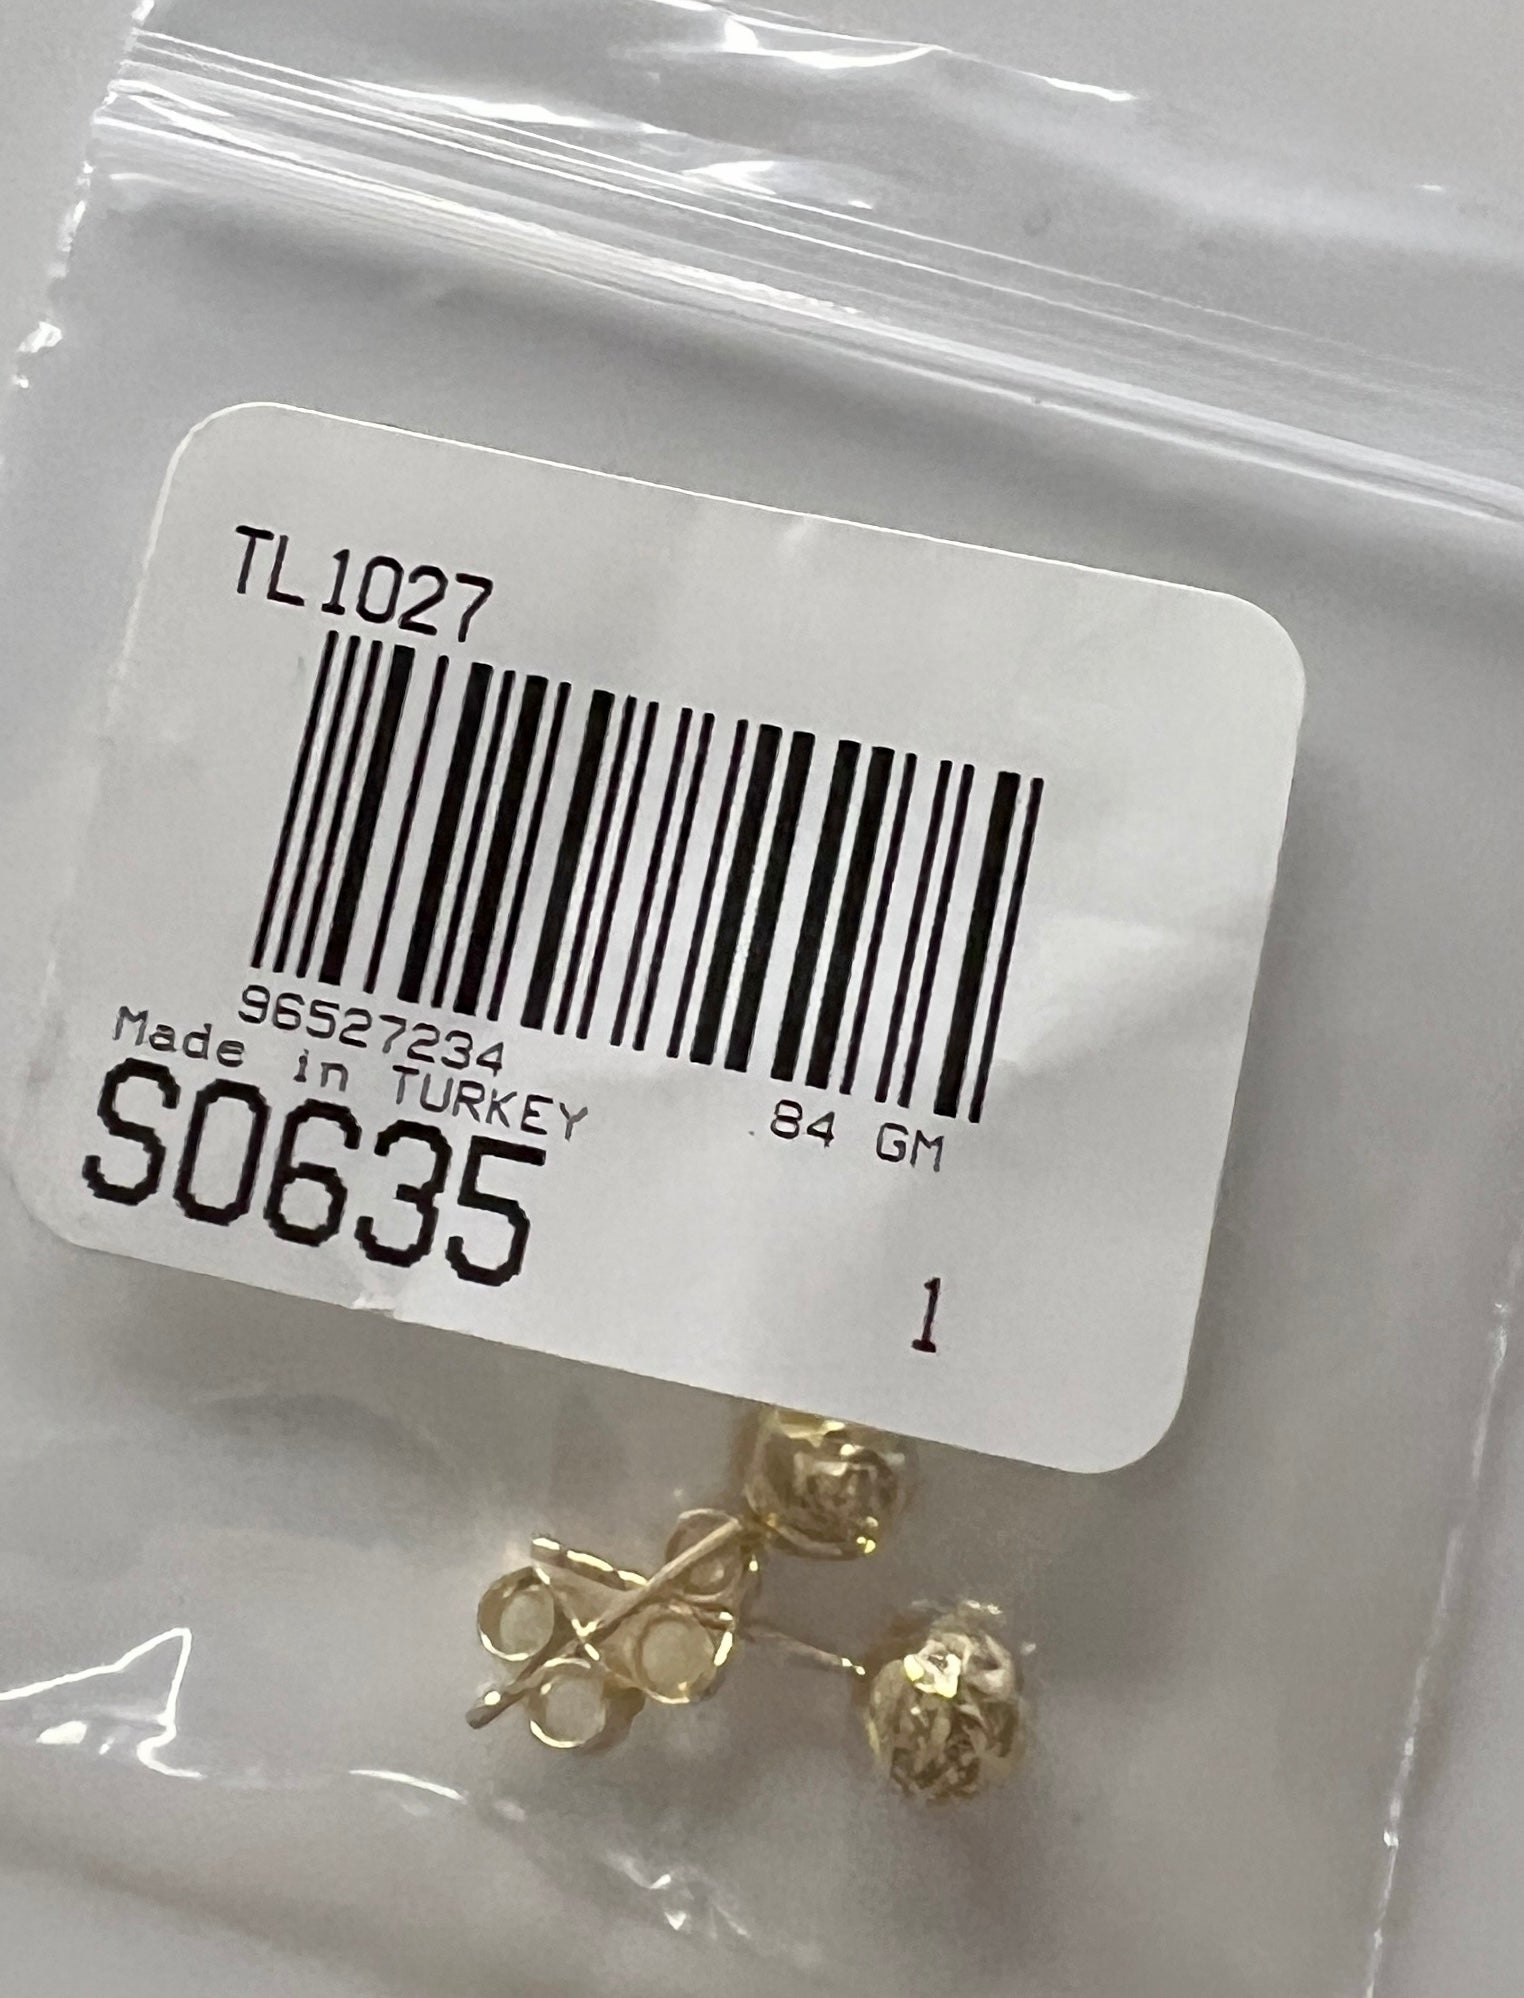 TL1027
96527234
Made in TURKEY .84 GM
S0635
1